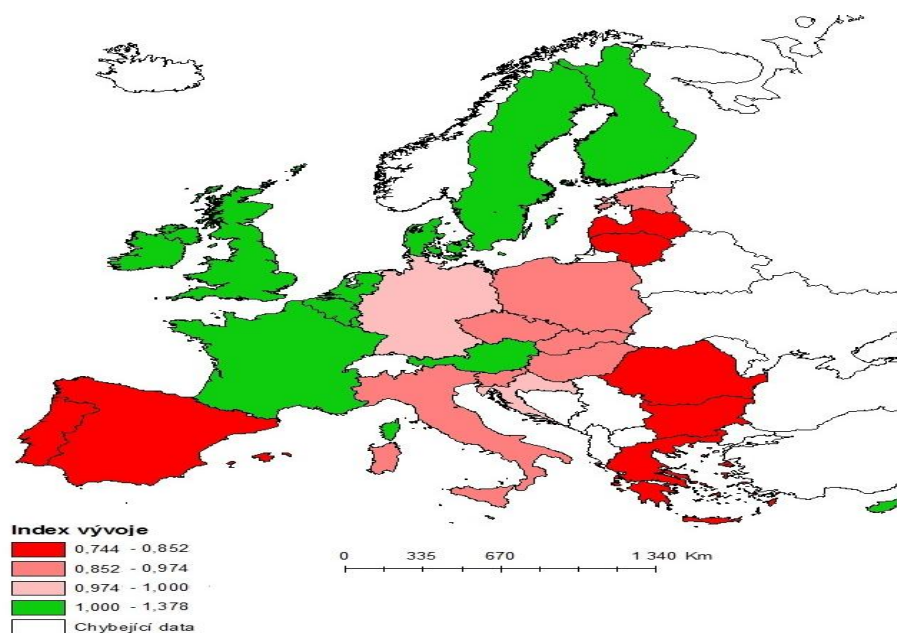 Index vývoje
0,744 - 0,852
0,852 - 0,974
0,974 - 1,000
1,000 - 1,378
Chybející data
0 335 670 1 340 Km